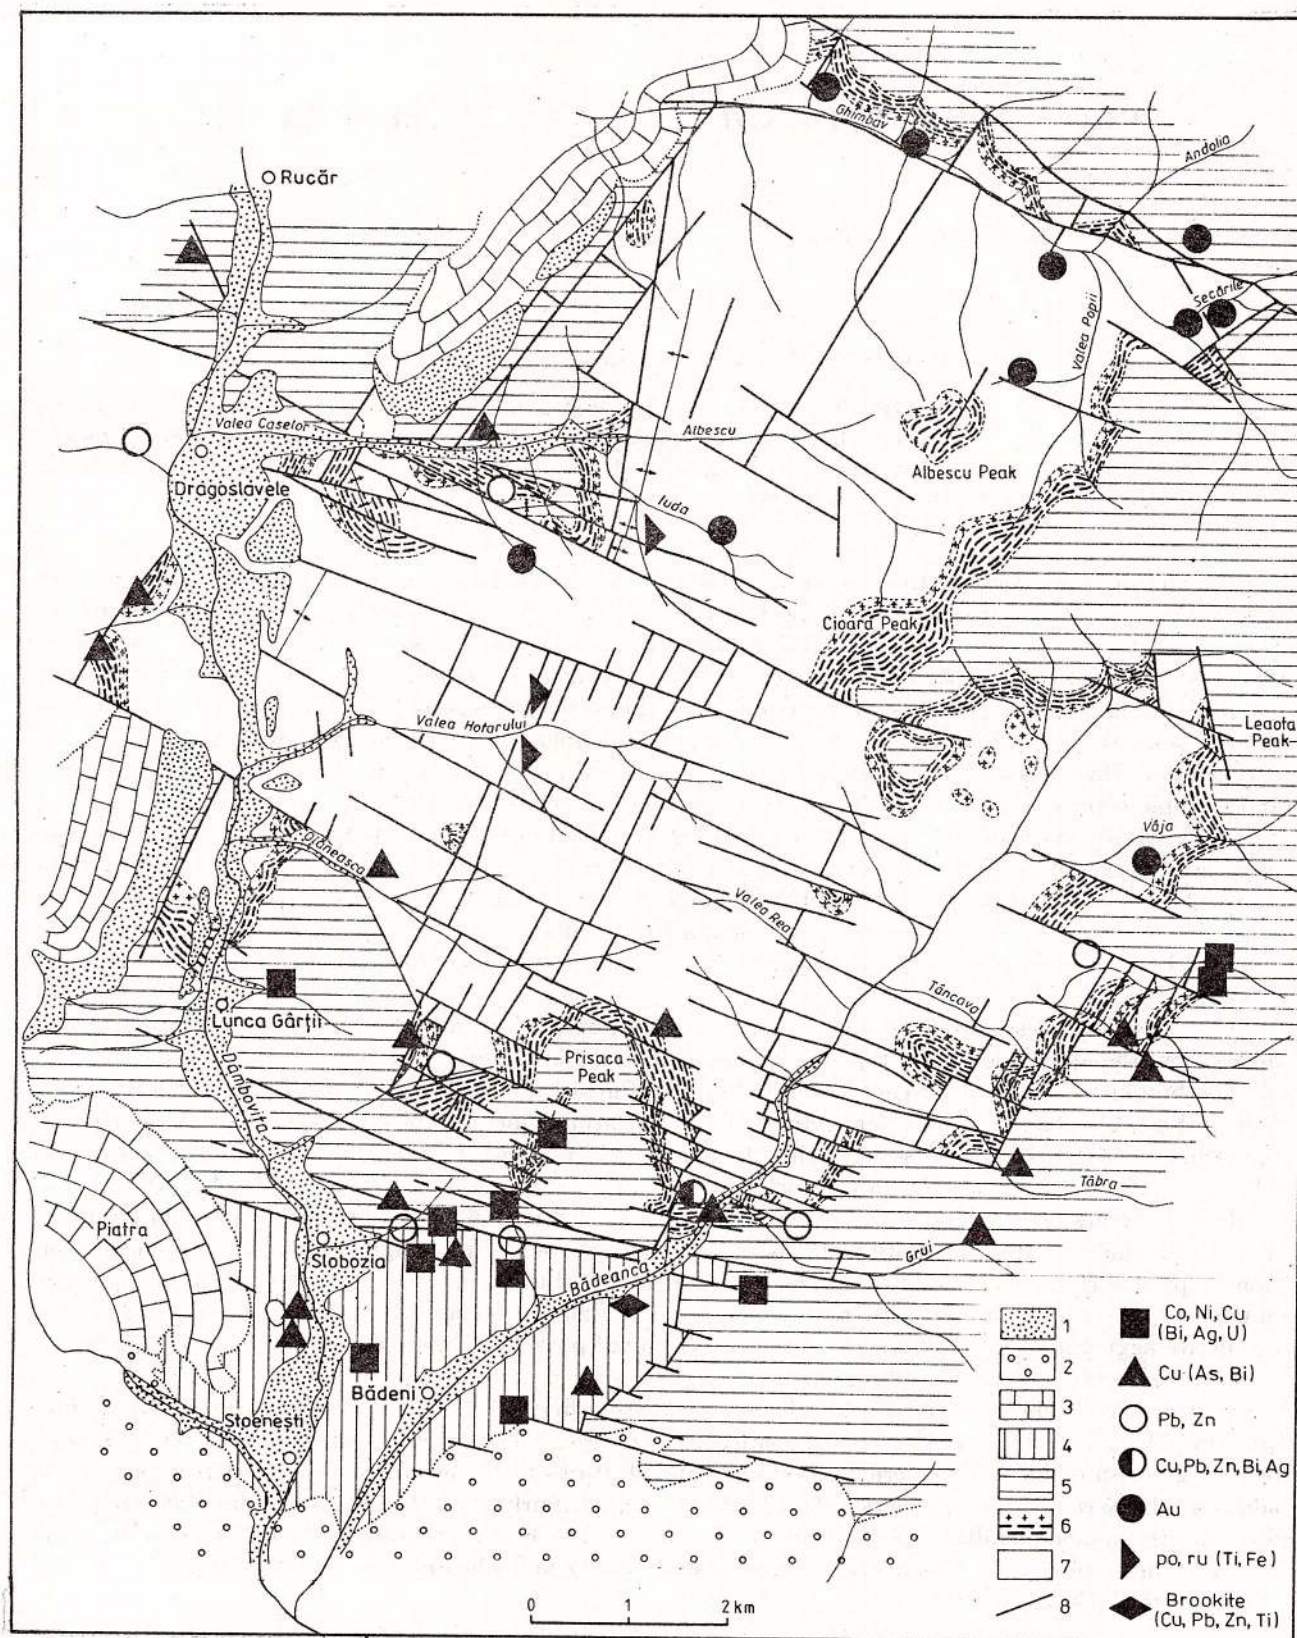 Ghimbav
Andolia
Rucăr
Secările
Valea Popii
Valea Caselor
Albescu
Albescu Peak
Dragoslavele
Iuda
Cioara Peak
Valea Hotarului
Leaota
Peak
Olăneasca
Vâja
Valea Rea
Tâncava
Lunca Gârții
Prisaca
Peak
Dâmbovița
Tâbra
Piatra
Slobozia
Grui
Bădeanca
Bădeni
Stoenești
1
2
3
4
5
6
7
8
Co, Ni, Cu
(Bi, Ag, U)
Cu (As, Bi)
Pb, Zn
Cu, Pb, Zn, Bi, Ag
Au
po, ru (Ti, Fe)
Brookite
(Cu, Pb, Zn, Ti)
0 1 2 km